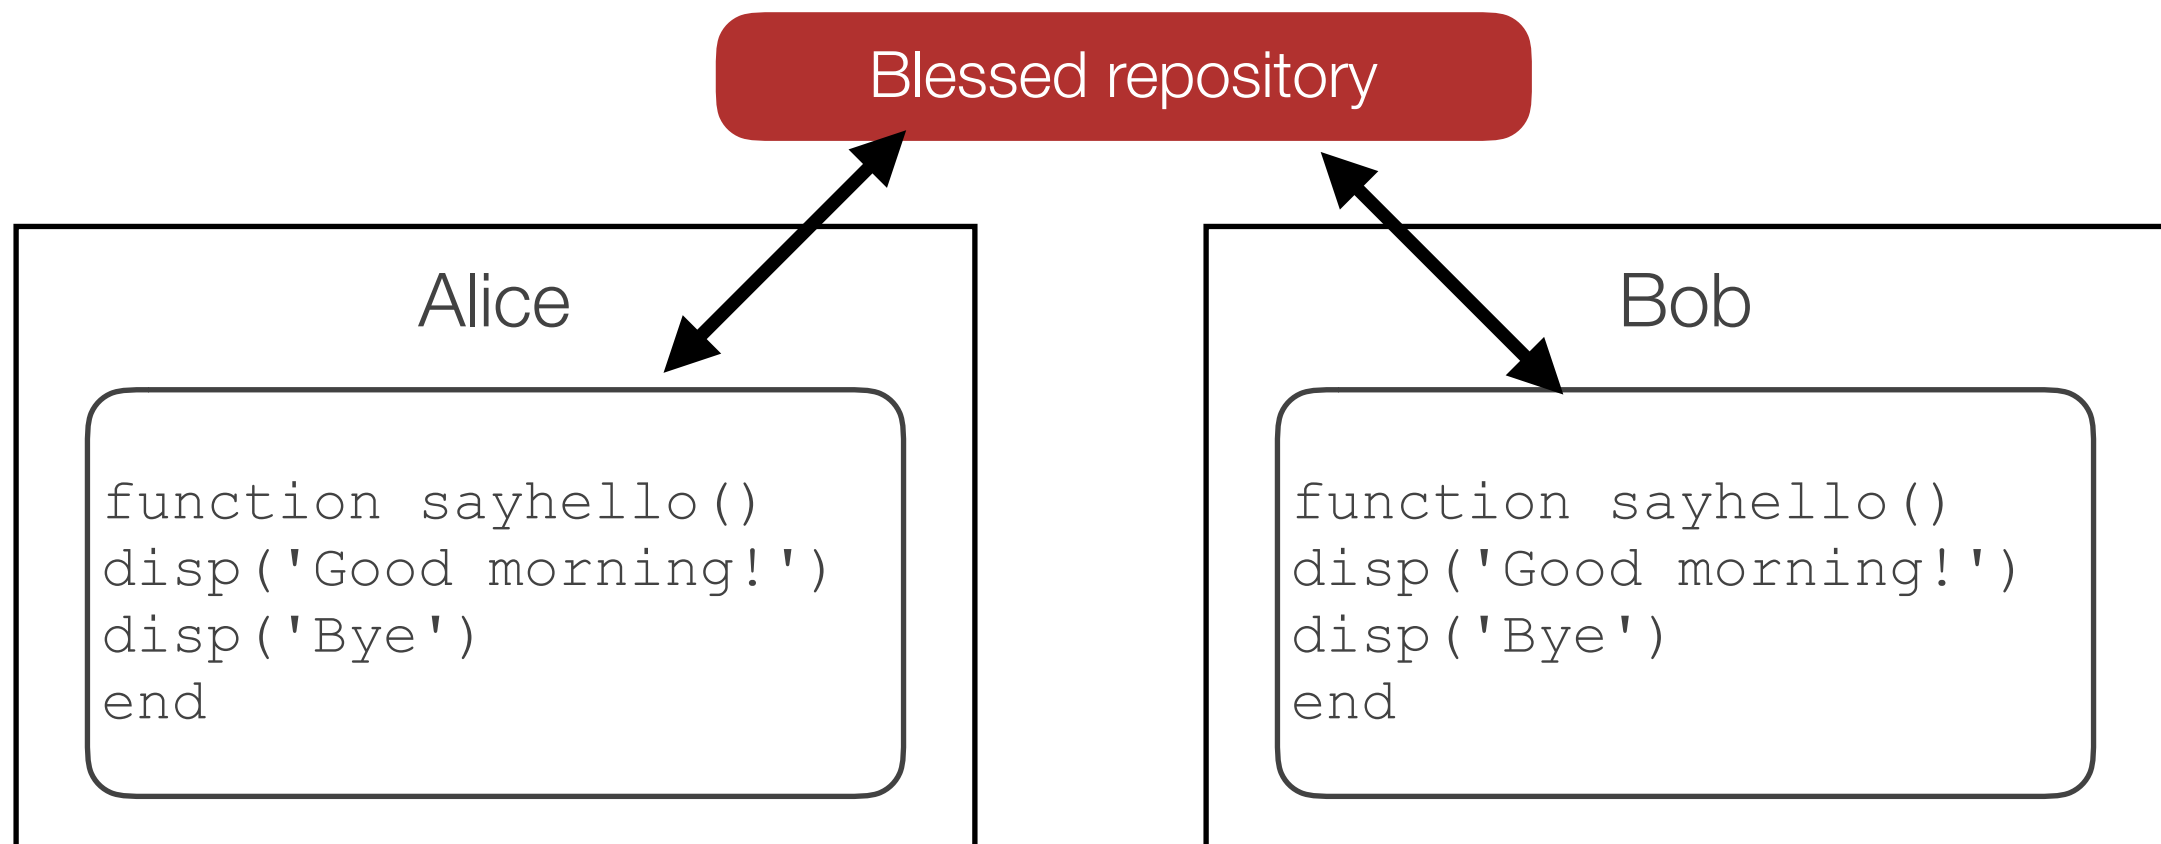 Blessed repository
Alice
function sayhello()
disp('Good morning!')
disp('Bye')
end
Bob
function sayhello()
disp('Good morning!')
disp('Bye')
end